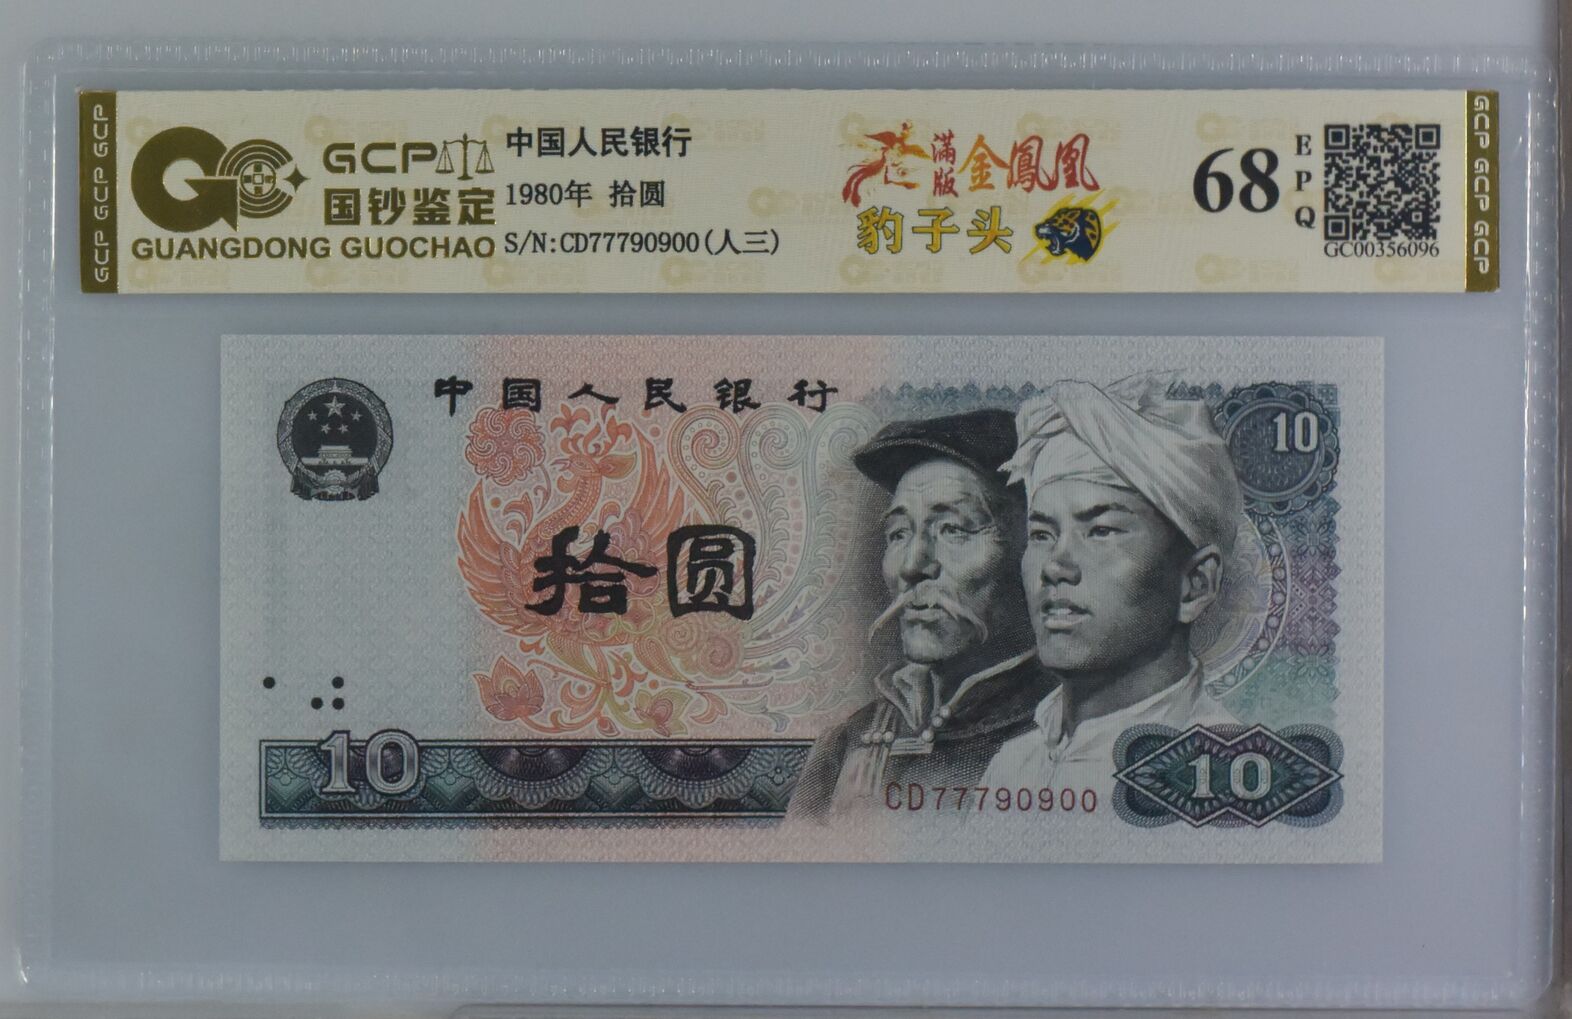 GCP GCP GCP
GCP
国钞鉴定
GUANGDONG GUOCHAO
中国人民银行
1980年 拾圆
S/N:CD77790900(人三)
满版
金鳳凰
豹子头
68
EPQ
GC00356096
GCP GCP GCP
中国人民银行
10
拾圆
10
CD77790900
10